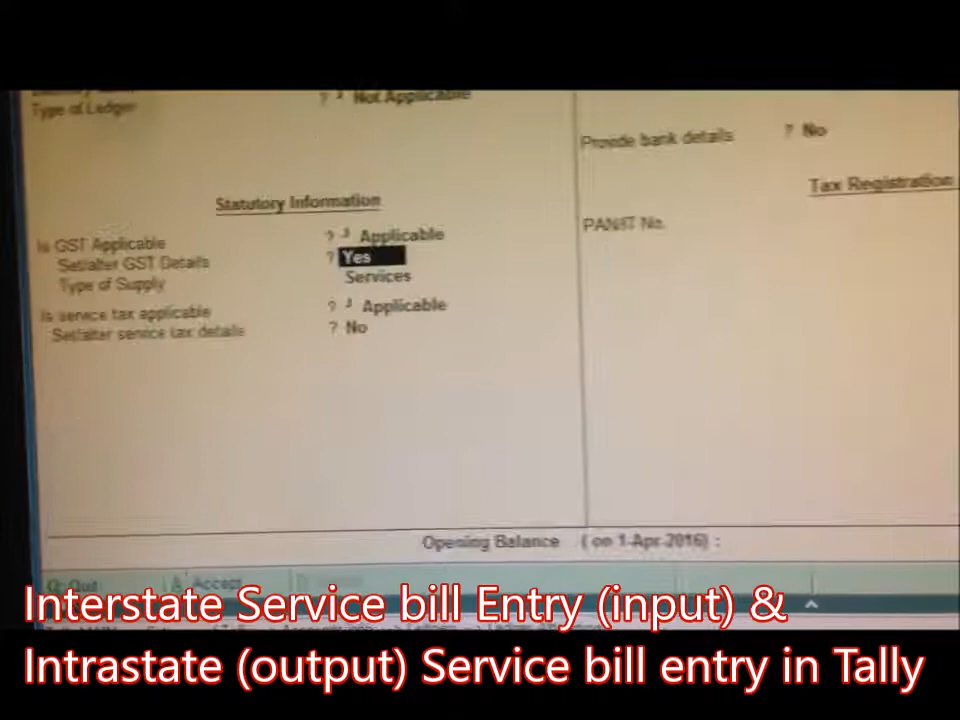 Type of Ledger ? Not Applicable
Provide bank details ? No
Tax Registration
Statutory Information
PAN/IT No.
Is GST Applicable ? Applicable
Set/alter GST Details ? Yes
Type of Supply Services
Is service tax applicable ? Applicable
Set/alter service tax details ? No
Opening Balance ( on 1-Apr-2016) :
Q: Quit A: Accept
Interstate Service bill Entry (input) &
Intrastate (output) Service bill entry in Tally